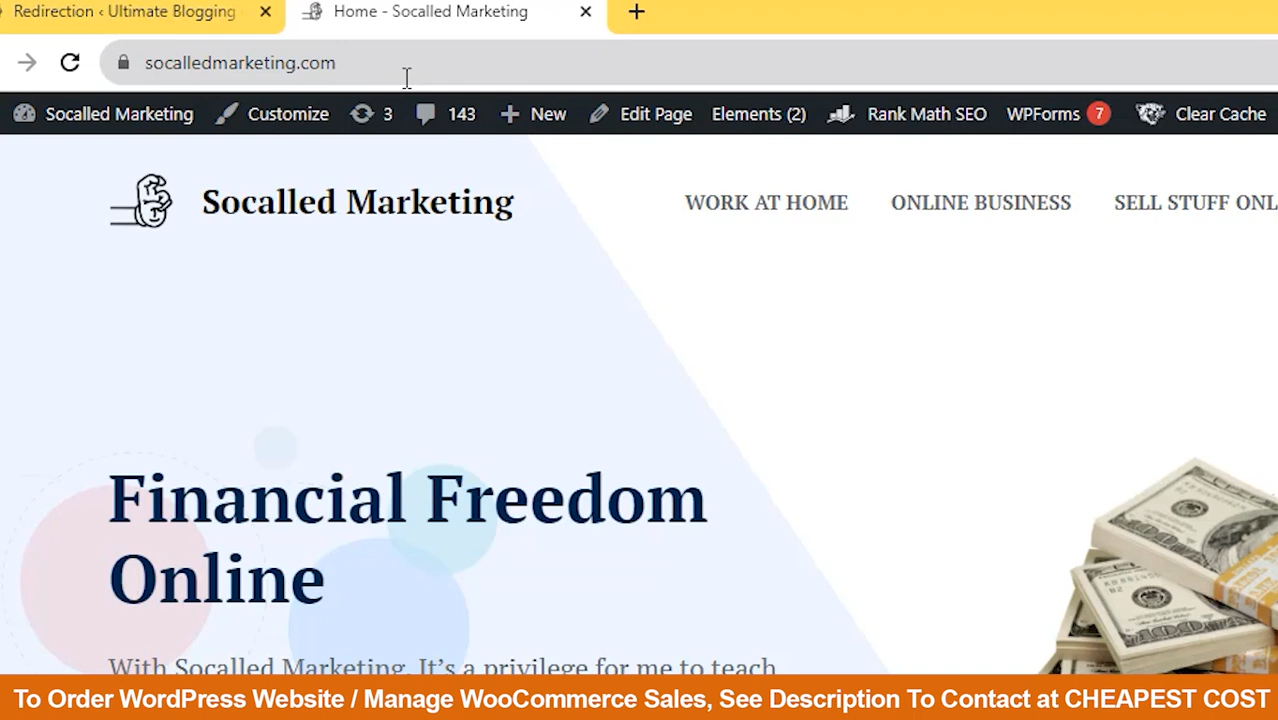 Redirection ‹ Ultimate Blogging
Home - Socalled Marketing
socalledmarketing.com
Socalled Marketing Customize 3 143 New Edit Page Elements (2) Rank Math SEO WPForms 7 Clear Cache
Socalled Marketing
WORK AT HOME ONLINE BUSINESS SELL STUFF ONL
Financial Freedom
Online
With Socalled Marketing. It's a privilege for me to teach
To Order WordPress Website / Manage WooCommerce Sales, See Description To Contact at CHEAPEST COST